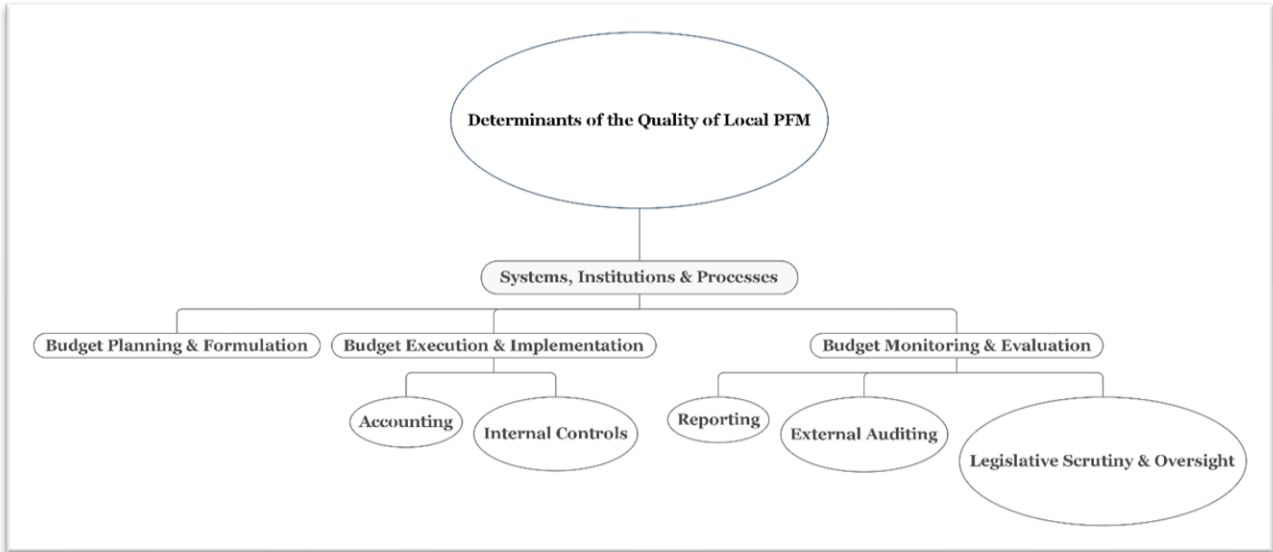 Determinants of the Quality of Local PFM
Systems, Institutions & Processes
Budget Planning & Formulation
Budget Execution & Implementation
Budget Monitoring & Evaluation
Accounting
Internal Controls
Reporting
External Auditing
Legislative Scrutiny & Oversight